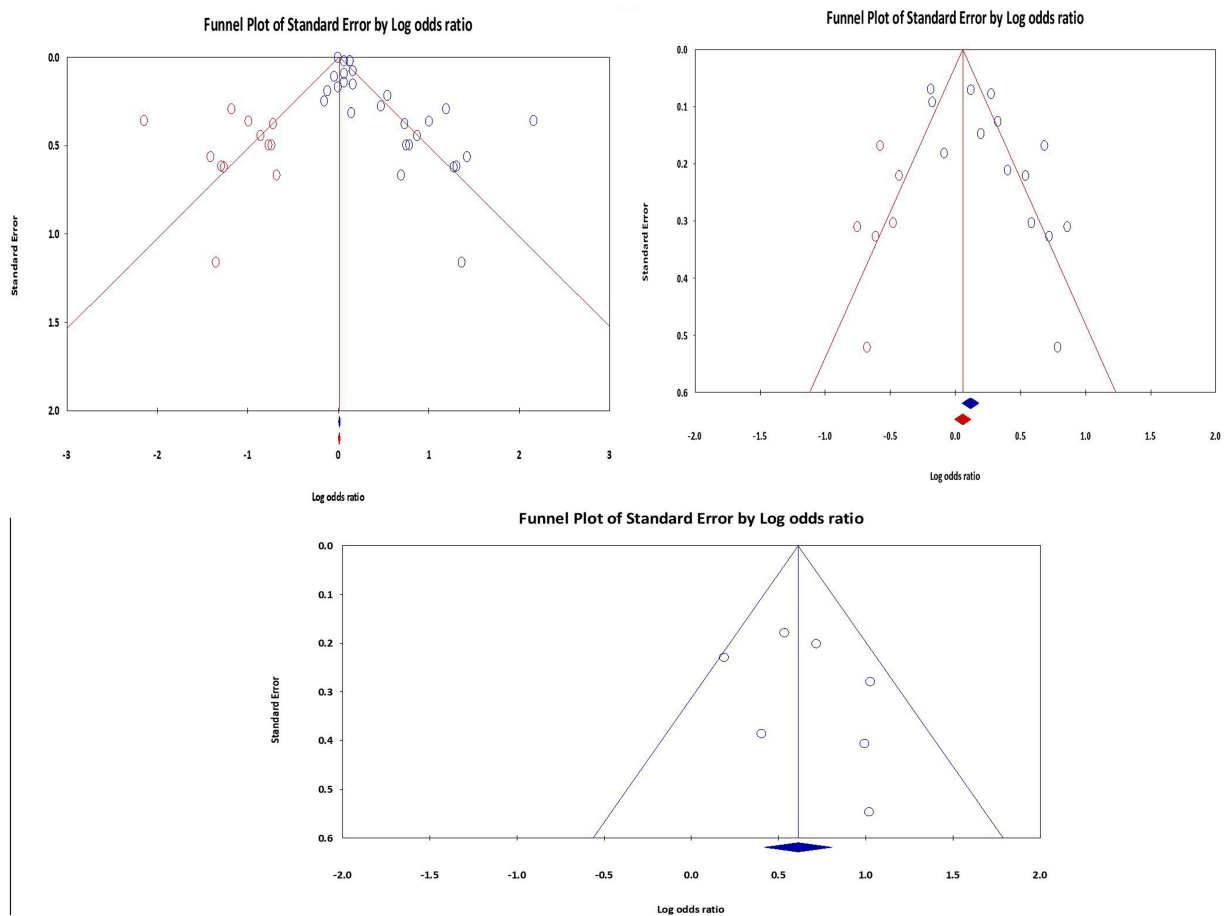 Funnel Plot of Standard Error by Log odds ratio
0.0
0.5
1.0
1.5
2.0
Standard Error
-3 -2 -1 0 1 2 3
Log odds ratio
Funnel Plot of Standard Error by Log odds ratio
0.0
0.1
0.2
0.3
0.4
0.5
0.6
Standard Error
-2.0 -1.5 -1.0 -0.5 0.0 0.5 1.0 1.5 2.0
Log odds ratio
Funnel Plot of Standard Error by Log odds ratio
0.0
0.1
0.2
0.3
0.4
0.5
0.6
Standard Error
-2.0 -1.5 -1.0 -0.5 0.0 0.5 1.0 1.5 2.0
Log odds ratio